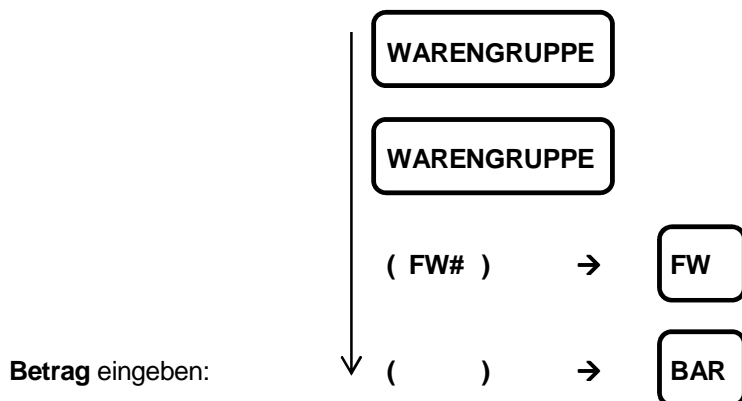 WARENGRUPPE
WARENGRUPPE
( FW# ) → FW
Betrag eingeben: ( ) → BAR